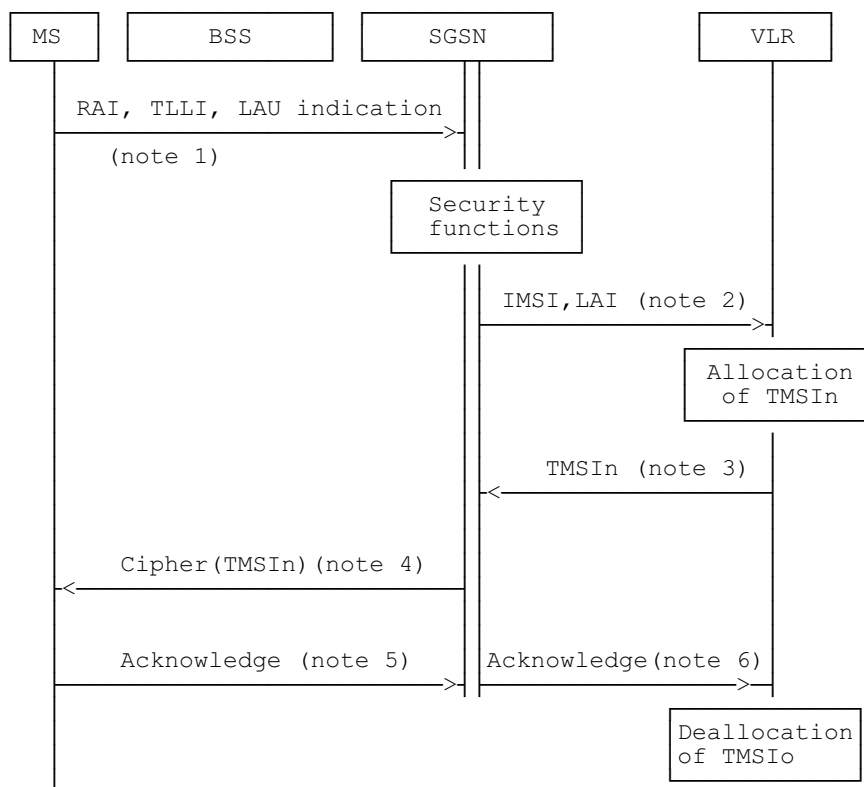 MS BSS SGSN VLR
RAI, TLLI, LAU indication
(note 1)
Security
functions
IMSI,LAI (note 2)
Allocation
of TMSIn
TMSIn (note 3)
Cipher(TMSIn)(note 4)
Acknowledge (note 5) Acknowledge(note 6)
Deallocation
of TMSIo